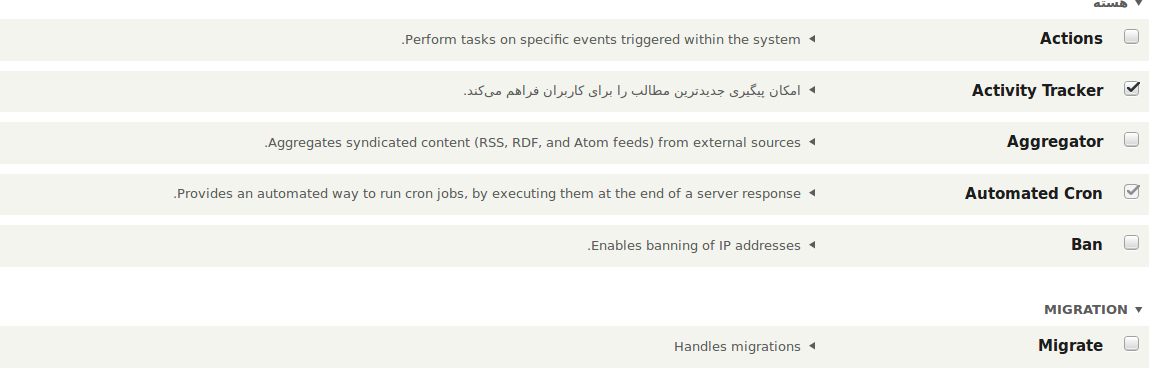 هسته
Actions
Perform tasks on specific events triggered within the system.
Activity Tracker
امکان پیگیری جدیدترین مطالب را برای کاربران فراهم می‌کند.
Aggregator
Aggregates syndicated content (RSS, RDF, and Atom feeds) from external sources.
Automated Cron
Provides an automated way to run cron jobs, by executing them at the end of a server response.
Ban
Enables banning of IP addresses.
MIGRATION
Migrate
Handles migrations